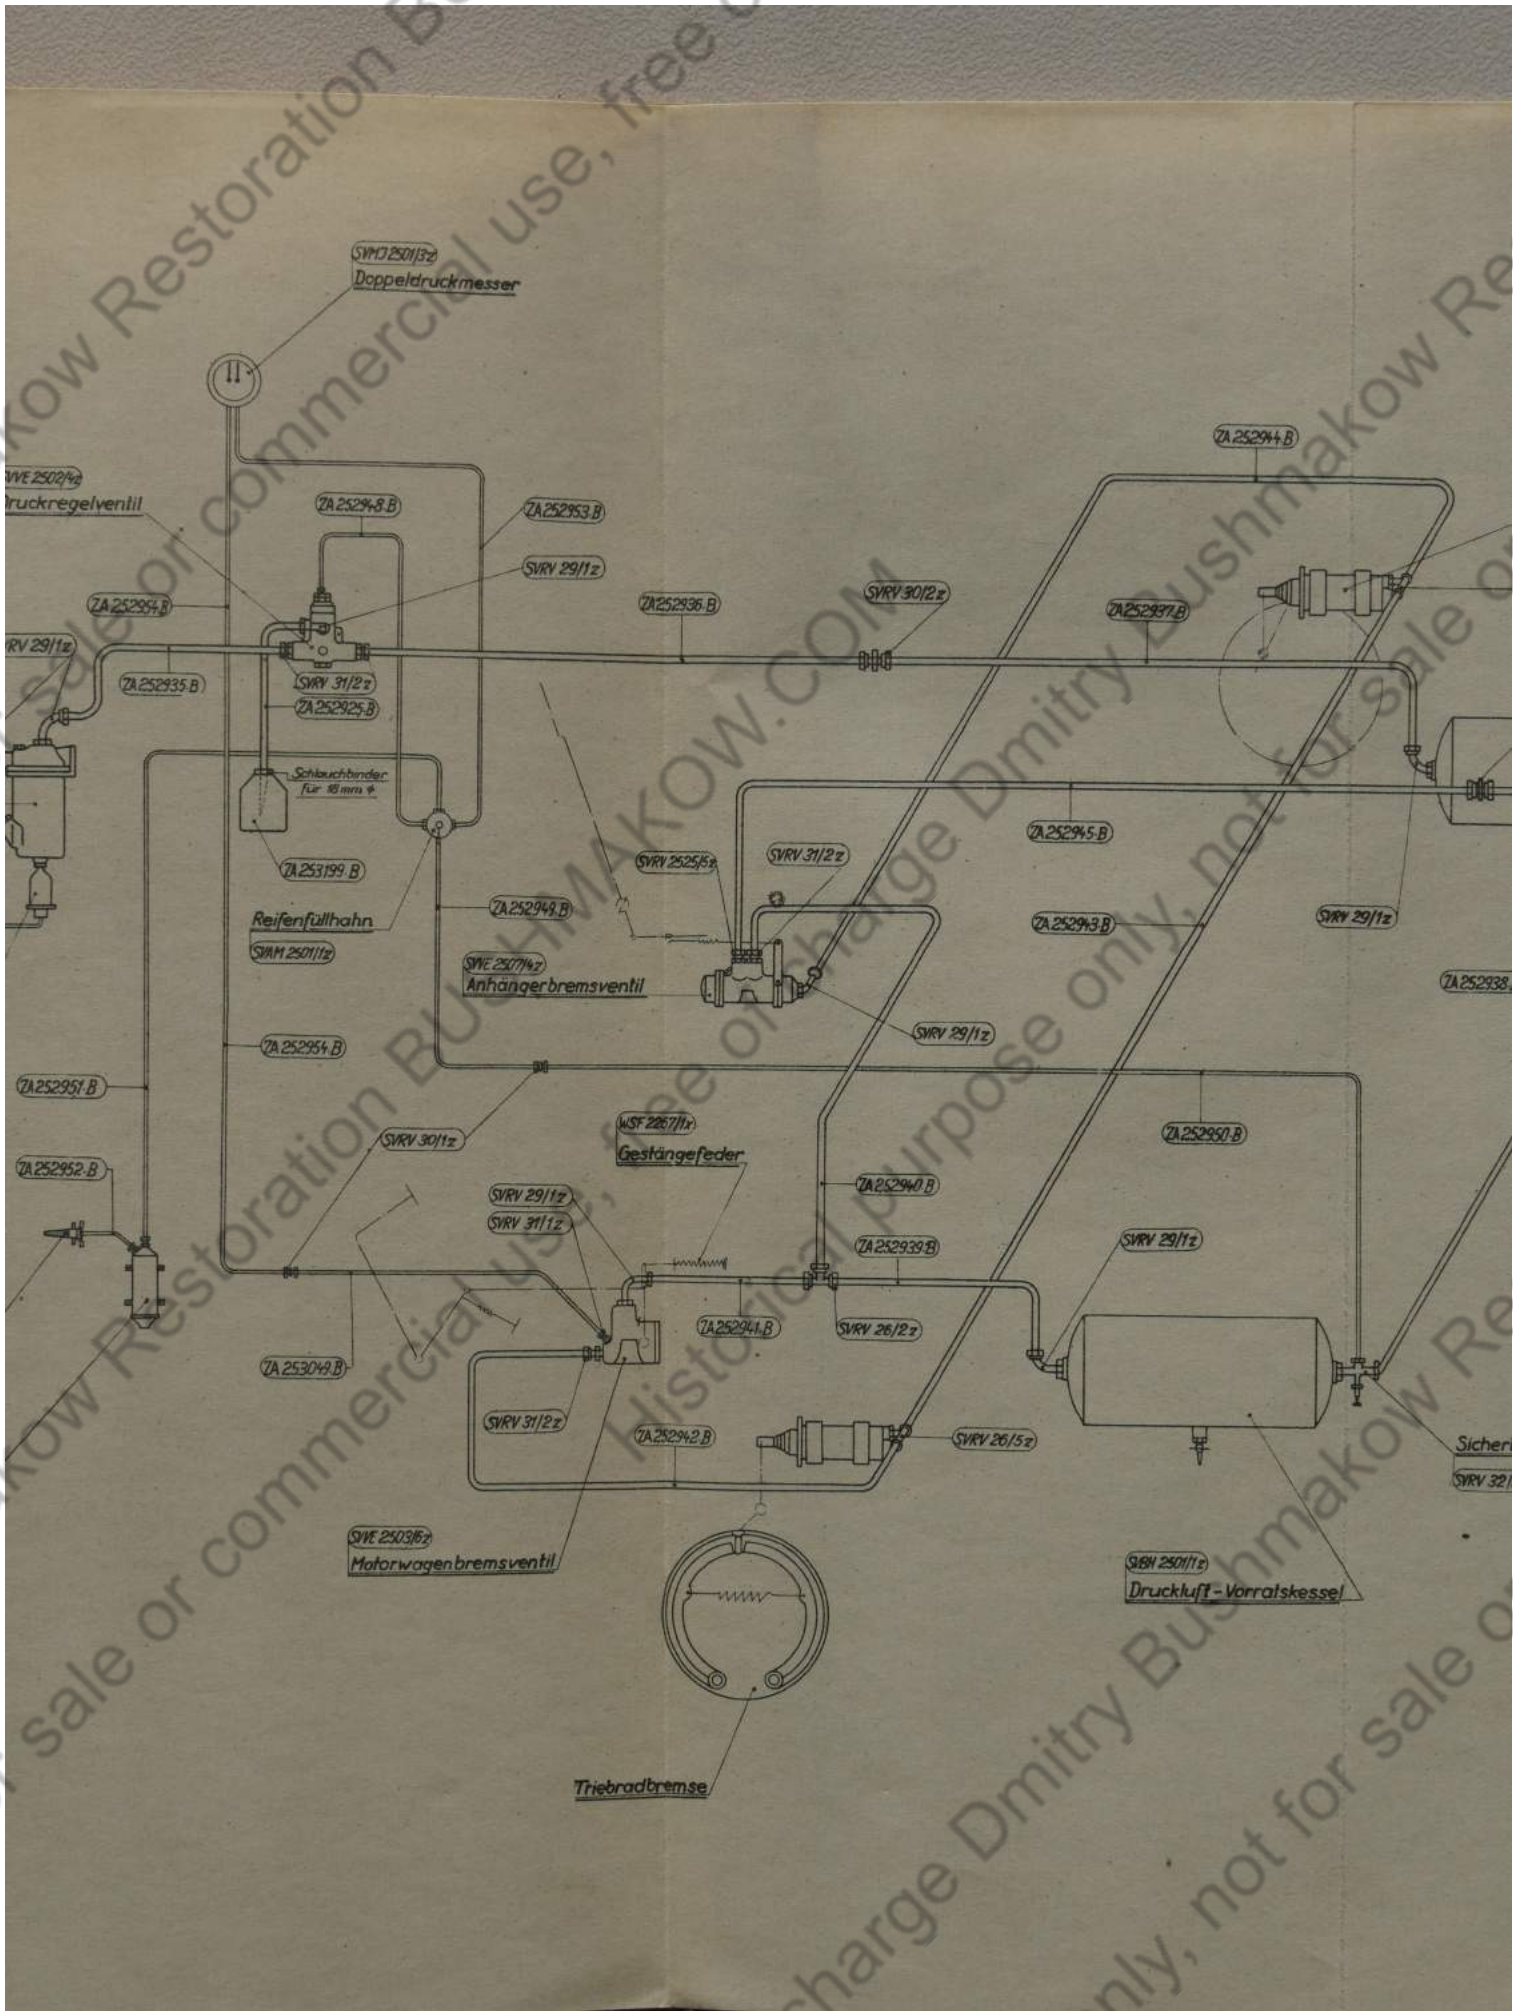 SVMJ 2501/3z
Doppeldruckmesser
ZA 252944.B
VVE 2502/4z
ruckregelventil
ZA 252948.B
ZA 252953.B
SVRV 29/1z
SVRV 30/2z
ZA 252954.B
ZA 252936.B
ZA 252937.B
RV 29/1z
ZA 252935.B
SVRV 31/2z
ZA 252925.B
Schlauchbinder
für 18 mm ⌀
ZA 252945.B
SVRV 2525/5z
SVRV 31/2z
ZA 253199.B
Reifenfüllhahn
SVAM 2501/1z
ZA 252949.B
ZA 252943.B
SVRV 29/1z
SVVE 2507/4z
Anhängerbremsventil
ZA 252938.
SVRV 29/1z
ZA 252954.B
ZA 252951.B
WSF 2267/1x
Gestängefeder
SVRV 30/1z
ZA 252950.B
ZA 252952.B
SVRV 29/1z
SVRV 31/1z
ZA 252940.B
ZA 252939.B
SVRV 29/1z
ZA 252941.B
SVRV 26/2z
ZA 253049.B
SVRV 31/2z
ZA 252942.B
SVRV 26/5z
Sicher
SVRV 32/
SVVE 2503/6z
Motorwagenbremsventil
SVBH 2501/1z
Druckluft-Vorratskessel
Triebradbremse
kow Restoration BUSHMAKOW.COM
sale or commercial use, free of charge Dmitry Bushmakow Re
Historical purpose only, not for sale o